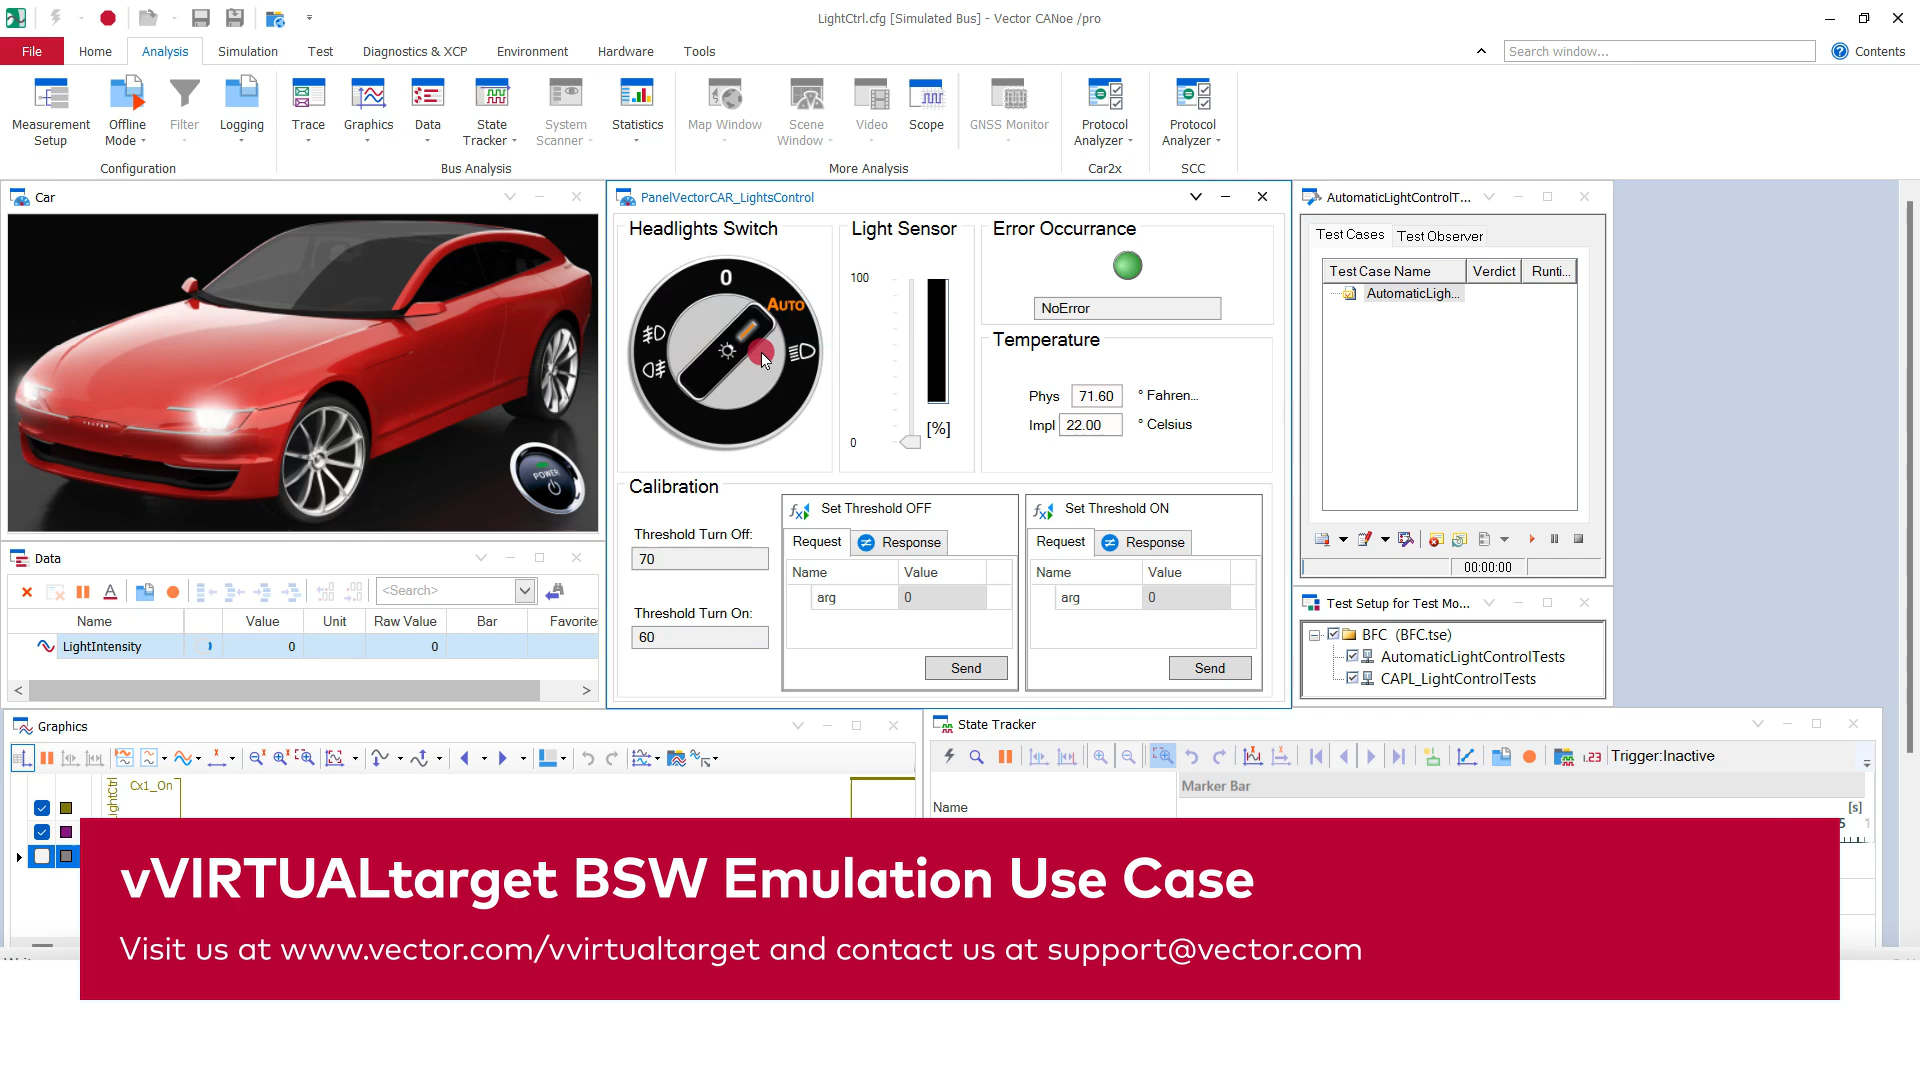 LightCtrl.cfg [Simulated Bus] - Vector CANoe /pro
File Home Analysis Simulation Test Diagnostics & XCP Environment Hardware Tools Search window... Contents
Measurement Setup
Offline Mode
Filter
Logging
Trace
Graphics
Data
State Tracker
System Scanner
Statistics
Map Window
Scene Window
Video
Scope
GNSS Monitor
Protocol Analyzer
Protocol Analyzer
Configuration Bus Analysis More Analysis Car2x SCC
Car
PanelVectorCAR_LightsControl
Headlights Switch
0
AUTO
Light Sensor
100
0
[%]
Error Occurrance
NoError
Temperature
Phys 71.60 ° Fahren...
Impl 22.00 ° Celsius
VECTOR
POWER
Calibration
Threshold Turn Off:
70
Threshold Turn On:
60
Set Threshold OFF
Request Response
Name Value
arg 0
Send
Set Threshold ON
Request Response
Name Value
arg 0
Send
AutomaticLightControlT...
Test Cases Test Observer
Test Case Name Verdict Runti...
AutomaticLigh...
00:00:00
Test Setup for Test Mo...
BFC (BFC.tse)
AutomaticLightControlTests
CAPL_LightControlTests
Data
<Search>
Name Value Unit Raw Value Bar Favorite
LightIntensity 0 0
Graphics
Cx1_On
LightCtrl
State Tracker
1.23 Trigger:Inactive
Marker Bar
Name [s]
5 1
vVIRTUALtarget BSW Emulation Use Case
Visit us at www.vector.com/vvirtualtarget and contact us at support@vector.com